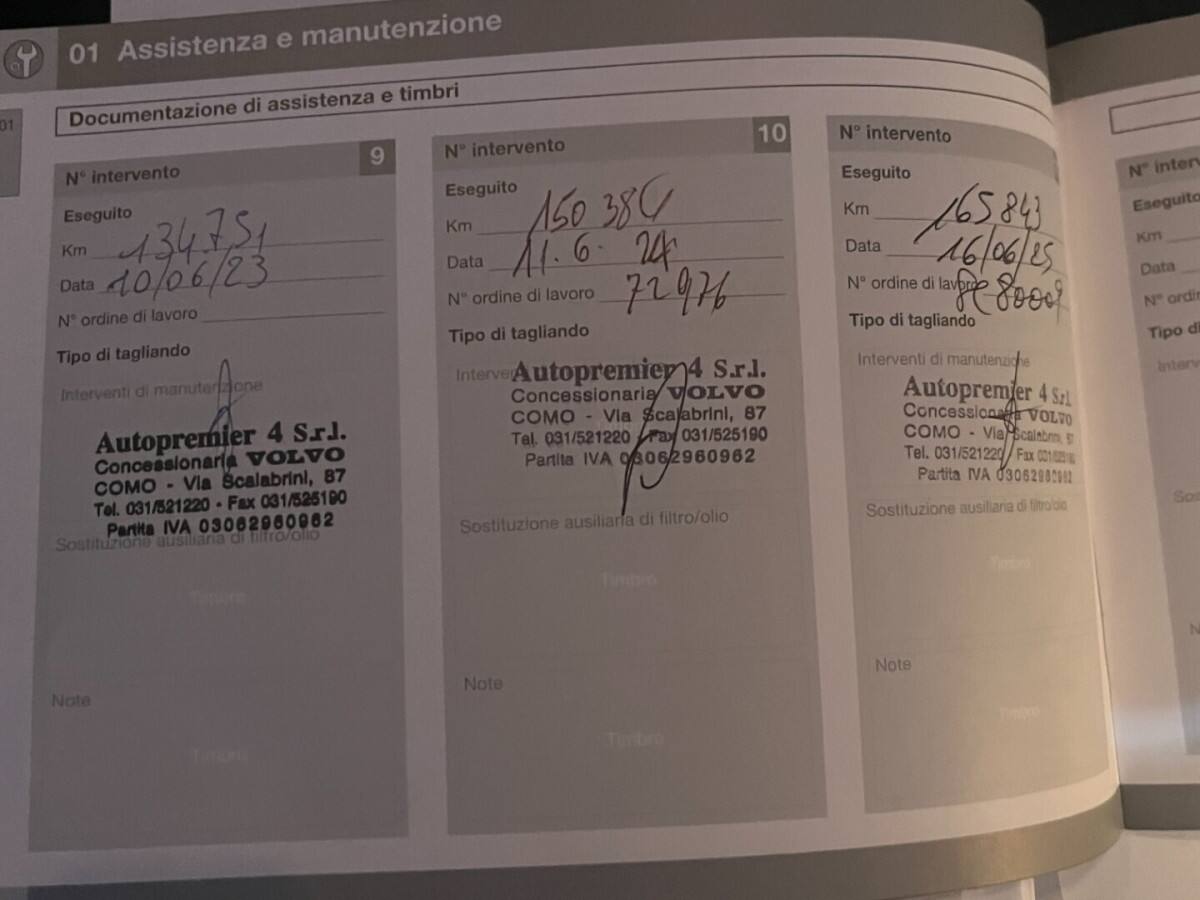 01 Assistenza e manutenzione
01
Documentazione di assistenza e timbri
N° intervento 9
Eseguito
Km 134751
Data 10/06/23
N° ordine di lavoro
Tipo di tagliando
Interventi di manutenzione
Autopremier 4 S.r.l.
Concessionaria VOLVO
COMO - Via Scalabrini, 87
Tel. 031/521220 - Fax 031/525190
Partita IVA 03062960962
Sostituzione ausiliaria di filtro/olio
Timbro
Note
Timbro
N° intervento 10
Eseguito
Km
Data 11.6. 24
N° ordine di lavoro 72976
Tipo di tagliando
Autopremier 4 S.r.l.
Concessionaria VOLVO
COMO - Via Scalabrini, 87
Tel. 031/521220 - Fax 031/525190
Partita IVA 03062960962
Sostituzione ausiliaria di filtro/olio
Timbro
Note
Timbro
N° intervento
Eseguito
Km 165843
Data 16/06/25
N° ordine di lavoro
Tipo di tagliando
Interventi di manutenzione
Autopremier 4 S.r.l.
Concessionaria VOLVO
COMO - Via Scalabrini, 87
Tel. 031/521220 Fax 031/525190
Partita IVA 03062960962
Sostituzione ausiliaria di filtro/olio
Timbro
Note
Timbro
N°
Eseguito
Km
Data
N°
Tipo